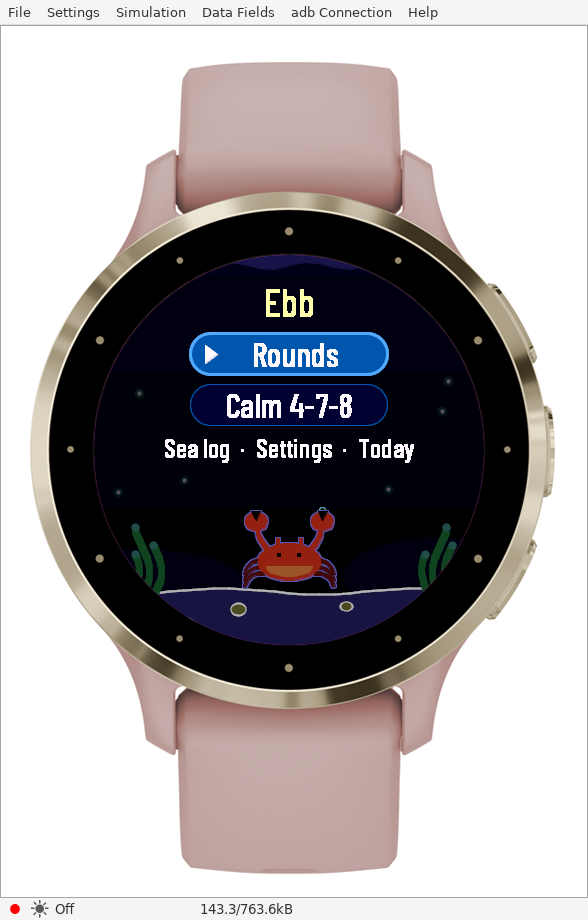 File Settings Simulation Data Fields adb Connection Help
Ebb
Rounds
Calm 4-7-8
Sea log · Settings · Today
Off 143.3/763.6kB